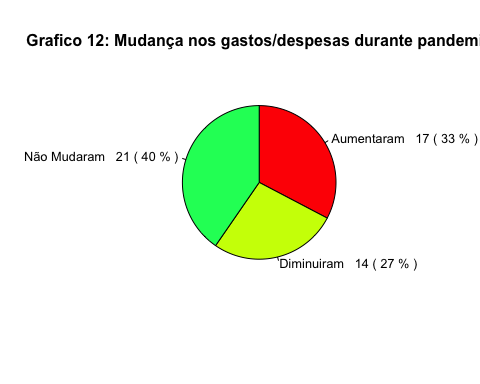 Grafico 12: Mudança nos gastos/despesas durante pandemi
Aumentaram 17 ( 33 % )
Não Mudaram 21 ( 40 % )
Diminuiram 14 ( 27 % )